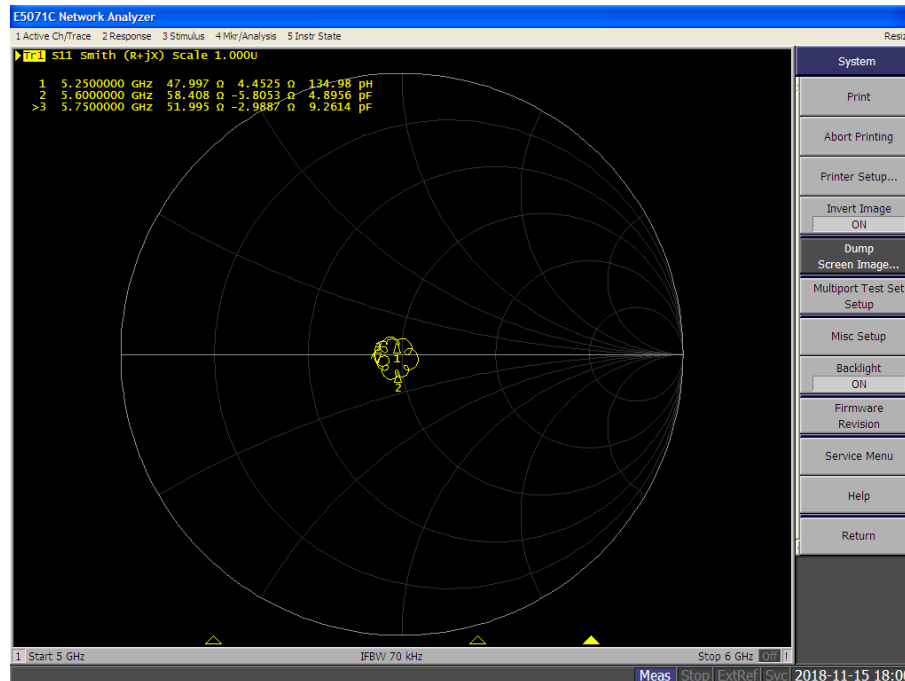 E5071C Network Analyzer
1 Active Ch/Trace 2 Response 3 Stimulus 4 Mkr/Analysis 5 Instr State
Tr1 S11 Smith (R+jX) Scale 1.000U
1 5.2500000 GHz 47.997 Ω 4.4525 Ω 134.98 pH
2 5.6000000 GHz 58.408 Ω -5.8053 Ω 4.8956 pF
>3 5.7500000 GHz 51.995 Ω -2.9887 Ω 9.2614 pF
1
2
1 Start 5 GHz
IFBW 70 kHz
Stop 6 GHz Off !
System
Print
Abort Printing
Printer Setup...
Invert Image
ON
Dump
Screen Image...
Multiport Test Set
Setup
Misc Setup
Backlight
ON
Firmware
Revision
Service Menu
Help
Return
Meas Stop ExtRef Svc